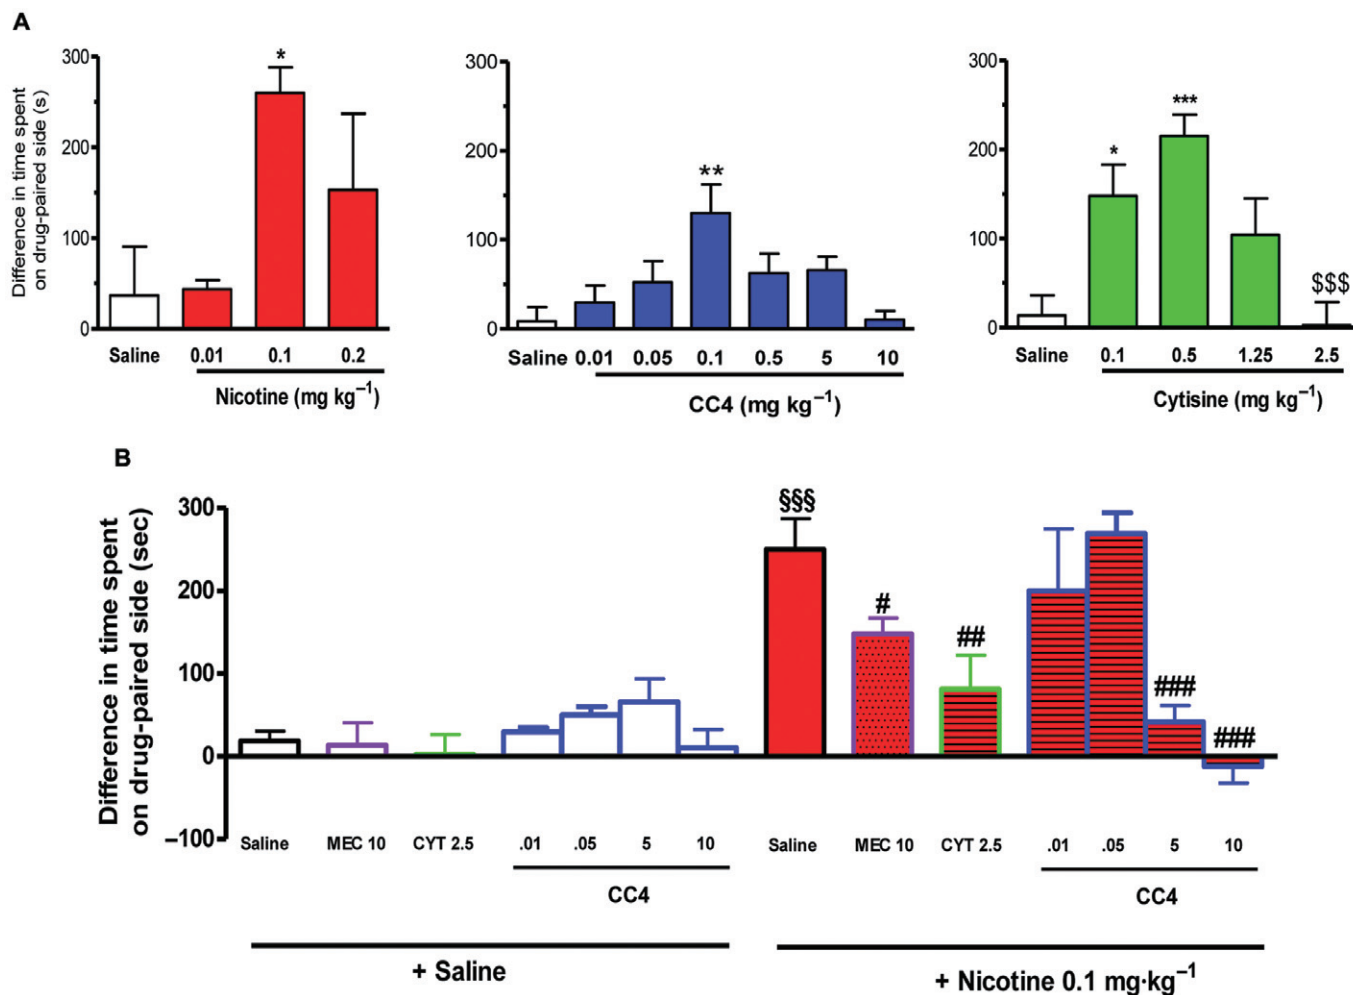 A
Difference in time spent
on drug-paired side (s)
300
200
100
0
*
Saline 0.01 0.1 0.2
Nicotine (mg kg⁻¹)
300
200
100
0
**
Saline 0.01 0.05 0.1 0.5 5 10
CC4 (mg kg⁻¹)
300
200
100
0
* *** $$$
Saline 0.1 0.5 1.25 2.5
Cytisine (mg kg⁻¹)
B
Difference in time spent
on drug-paired side (sec)
300
200
100
0
−100
§§§ # ## ### ###
Saline MEC 10 CYT 2.5 .01 .05 5 10 Saline MEC 10 CYT 2.5 .01 .05 5 10
CC4 CC4
+ Saline + Nicotine 0.1 mg·kg⁻¹